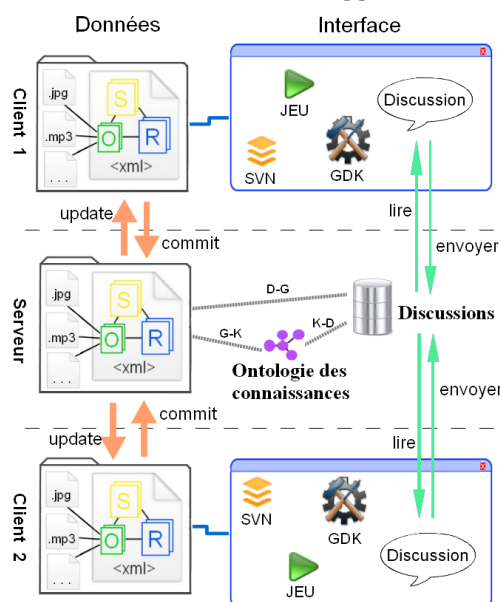 Données
Interface
Client 1
.jpg
.mp3
. . .
S
O
R
<xml>
JEU
SVN
GDK
Discussion
update
commit
lire
envoyer
Serveur
.jpg
.mp3
. . .
S
O
R
<xml>
D-G
G-K
K-D
Discussions
Ontologie des
connaissances
update
commit
lire
envoyer
Client 2
.jpg
.mp3
. . .
S
O
R
<xml>
SVN
GDK
JEU
Discussion